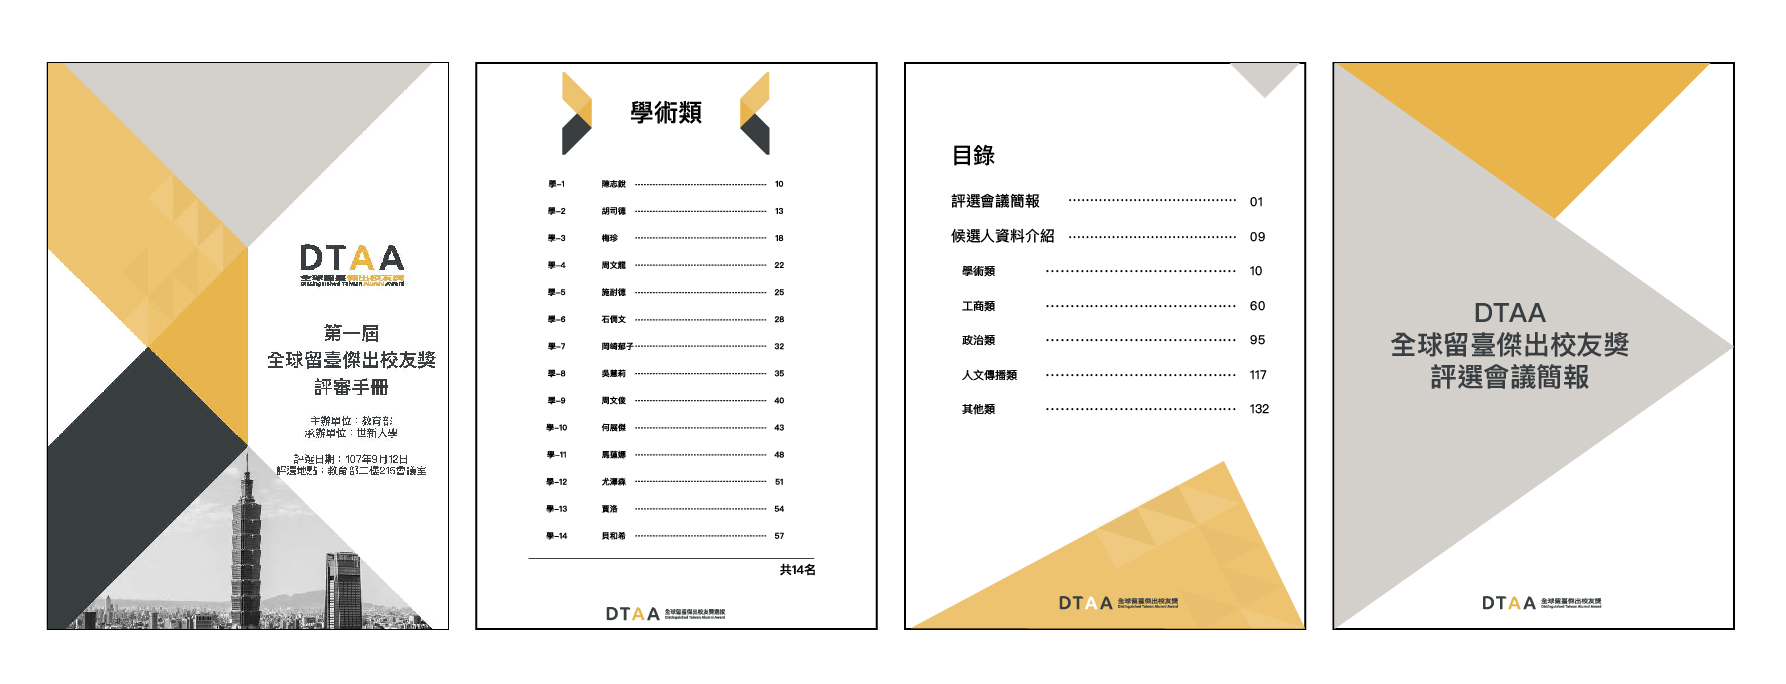 DTAA
全球留臺傑出校友獎
Distinguished Taiwan Alumni Award
第一屆
全球留臺傑出校友獎
評審手冊
主辦單位：教育部
承辦單位：世新大學
評選日期：107年9月12日
評選地點：教育部二樓215會議室
學術類
學-1 陳志銳 10
學-2 胡司德 13
學-3 梅珍 18
學-4 周文龍 22
學-5 施耐德 25
學-6 石儒文 28
學-7 岡崎郁子 32
學-8 吳慧莉 35
學-9 周文俊 40
學-10 何展傑 43
學-11 馬蓮娜 48
學-12 尤澤森 51
學-13 賈洛 54
學-14 貝和希 57
共14名
DTAA 全球留臺傑出校友獎選拔
Distinguished Taiwan Alumni Award
目錄
評選會議簡報 01
候選人資料介紹 09
學術類 10
工商類 60
政治類 95
人文傳播類 117
其他類 132
DTAA 全球留臺傑出校友獎
Distinguished Taiwan Alumni Award
DTAA
全球留臺傑出校友獎
評選會議簡報
DTAA 全球留臺傑出校友獎
Distinguished Taiwan Alumni Award